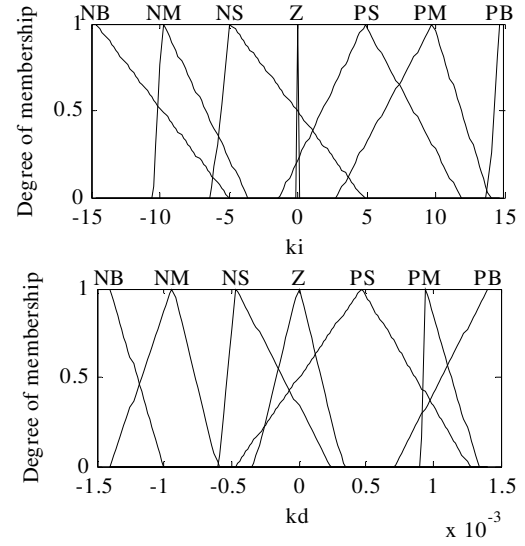 NB NM NS Z PS PM PB
1
0.5
0
Degree of membership
-15 -10 -5 0 5 10 15
ki
NB NM NS Z PS PM PB
1
0.5
0
Degree of membership
-1.5 -1 -0.5 0 0.5 1 1.5
kd
x 10⁻³